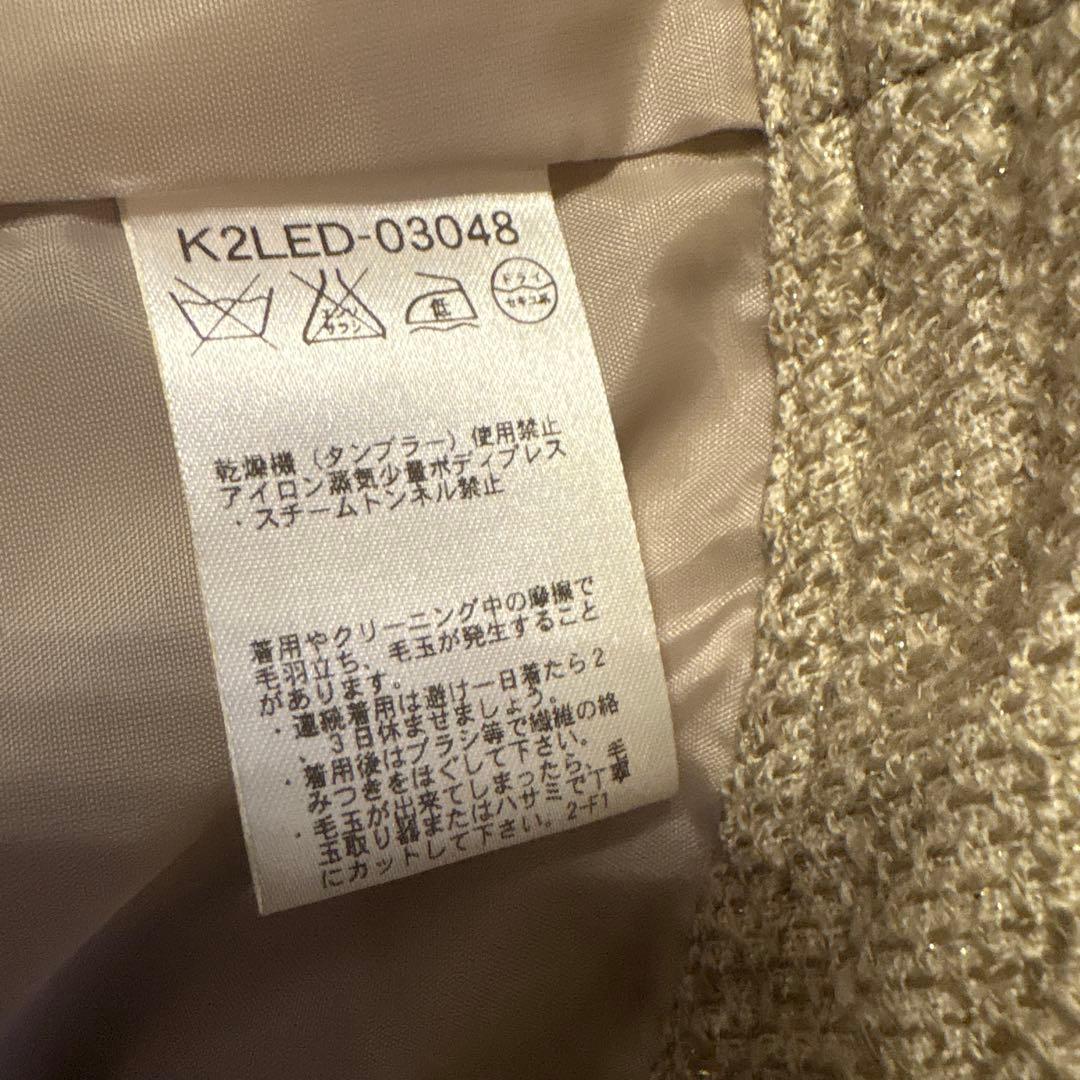 K2LED-03048
エンソ
サラシ
低
ドライ
セキユ系
乾燥機（タンブラー）使用禁止
アイロン蒸気少量ボディプレス
・スチームトンネル禁止
着用やクリーニング中の摩擦で
毛羽立ち、毛玉が発生すること
があります。
・連続着用は避け一日着たら2
、3日休ませましょう。
・着用後はブラシ等で繊維の絡
みつきをほぐして下さい。
・毛玉が出来てしまったら、毛
玉取り器またはハサミで丁寧
にカットして下さい。2-F1